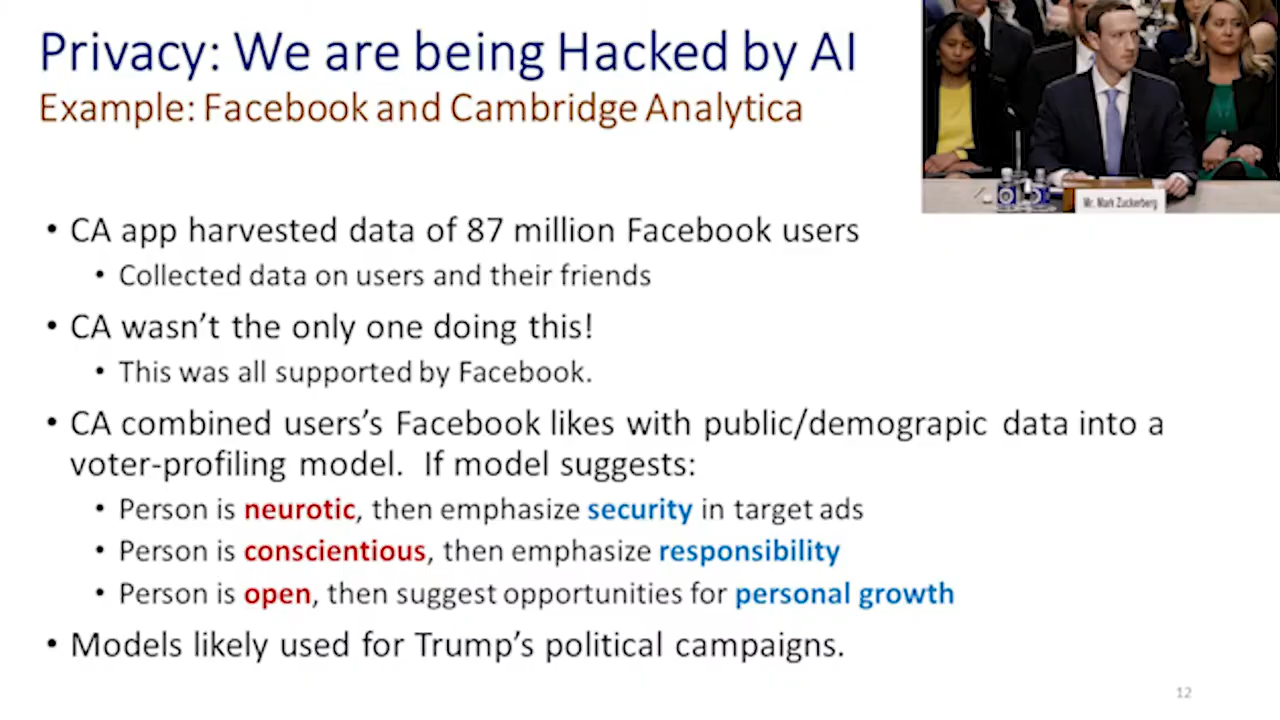 Privacy: We are being Hacked by AI
Example: Facebook and Cambridge Analytica
Mr. Mark Zuckerberg
• CA app harvested data of 87 million Facebook users
• Collected data on users and their friends
• CA wasn't the only one doing this!
• This was all supported by Facebook.
• CA combined users's Facebook likes with public/demograpic data into a
voter-profiling model. If model suggests:
• Person is neurotic, then emphasize security in target ads
• Person is conscientious, then emphasize responsibility
• Person is open, then suggest opportunities for personal growth
• Models likely used for Trump's political campaigns.
12